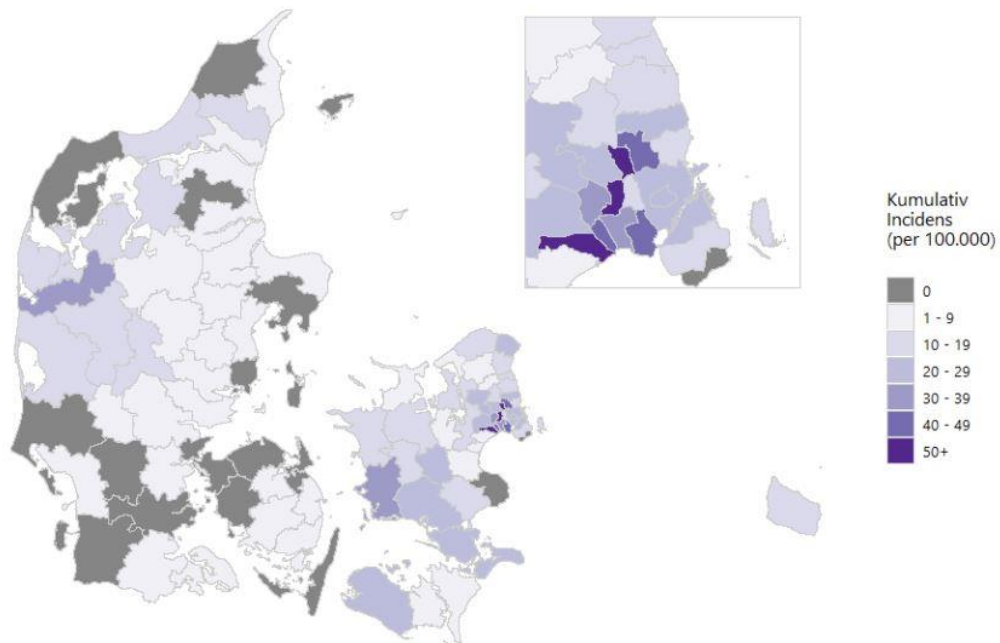 Kumulativ
Incidens
(per 100.000)
0
1 - 9
10 - 19
20 - 29
30 - 39
40 - 49
50+